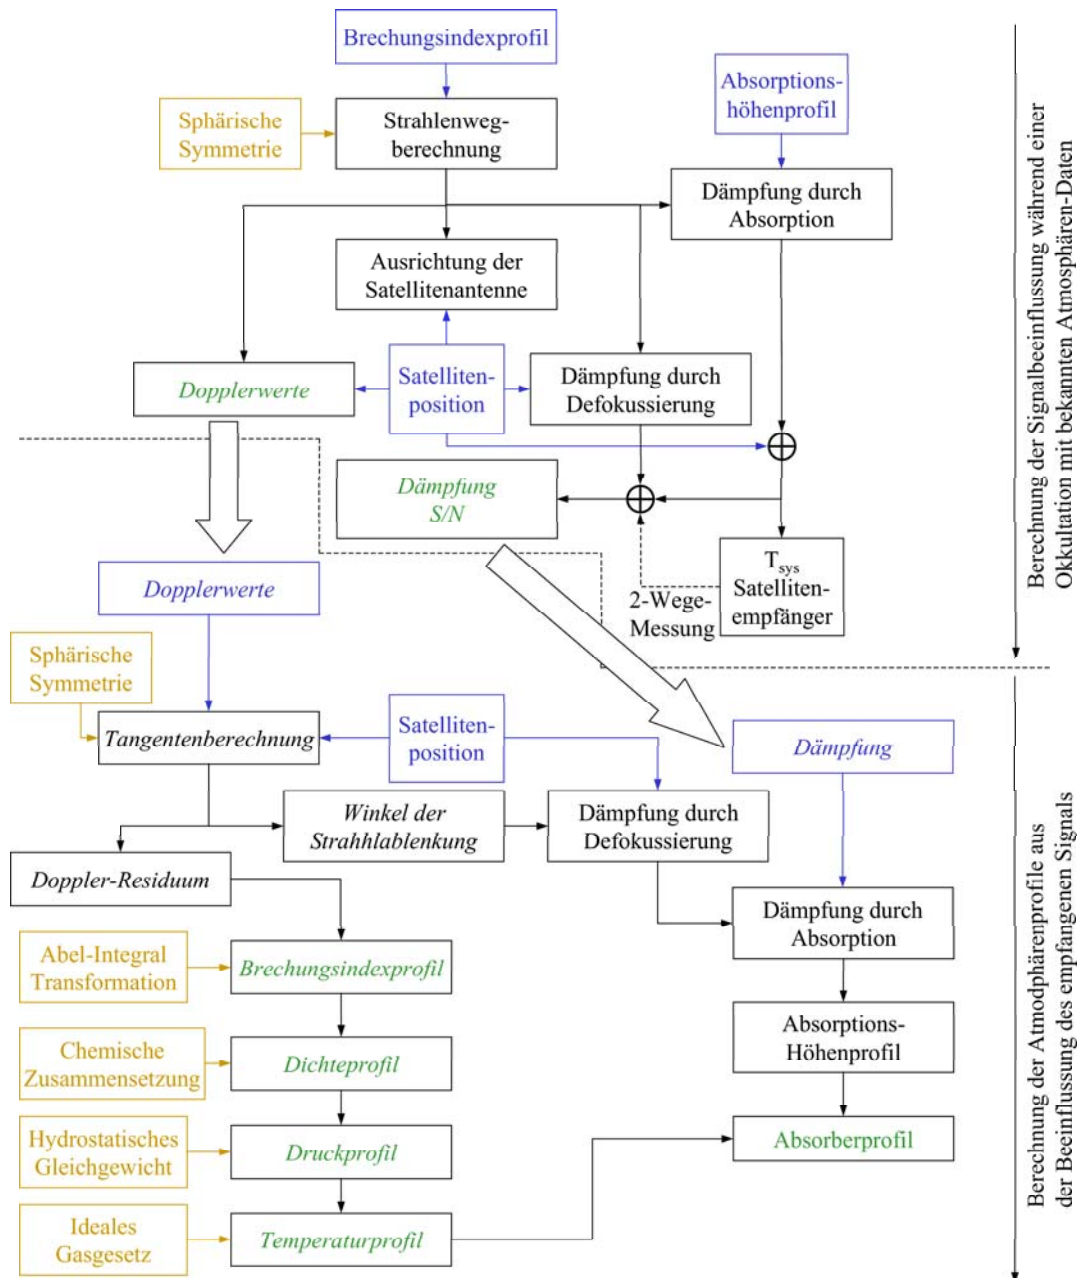 Brechungsindexprofil
Absorptions-
höhenprofil
Sphärische
Symmetrie
Strahlenweg-
berechnung
Dämpfung durch
Absorption
Ausrichtung der
Satellitenantenne
Dopplerwerte
Satelliten-
position
Dämpfung durch
Defokussierung
Dämpfung
S/N
Tsys
Satelliten-
empfänger
2-Wege-
Messung
Berechnung der Signalbeeinflussung während einer
Okkultation mit bekannten Atmosphären-Daten
Dopplerwerte
Sphärische
Symmetrie
Tangentenberechnung
Satelliten-
position
Dämpfung
Winkel der
Strahhlablenkung
Dämpfung durch
Defokussierung
Doppler-Residuum
Dämpfung durch
Absorption
Abel-Integral
Transformation
Brechungsindexprofil
Absorptions-
Höhenprofil
Chemische
Zusammensetzung
Dichteprofil
Hydrostatisches
Gleichgewicht
Druckprofil
Absorberprofil
Ideales
Gasgesetz
Temperaturprofil
Berechnung der Atmodphärenprofile aus
der Beinflussung des empfangenen Signals